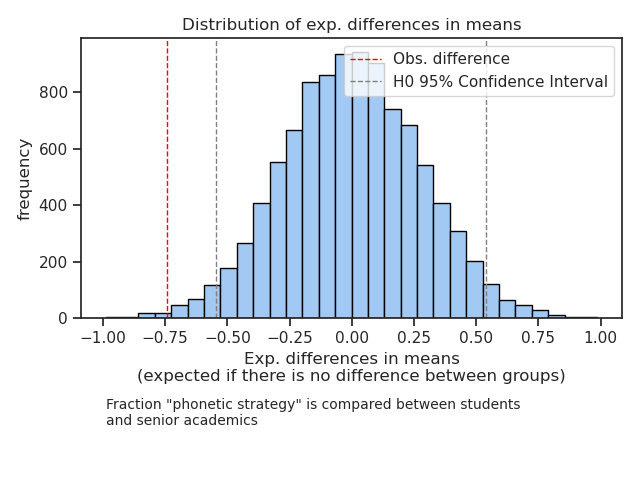 Distribution of exp. differences in means
Obs. difference
H0 95% Confidence Interval
frequency
800
600
400
200
0
−1.00 −0.75 −0.50 −0.25 0.00 0.25 0.50 0.75 1.00
Exp. differences in means
(expected if there is no difference between groups)
Fraction "phonetic strategy" is compared between students
and senior academics